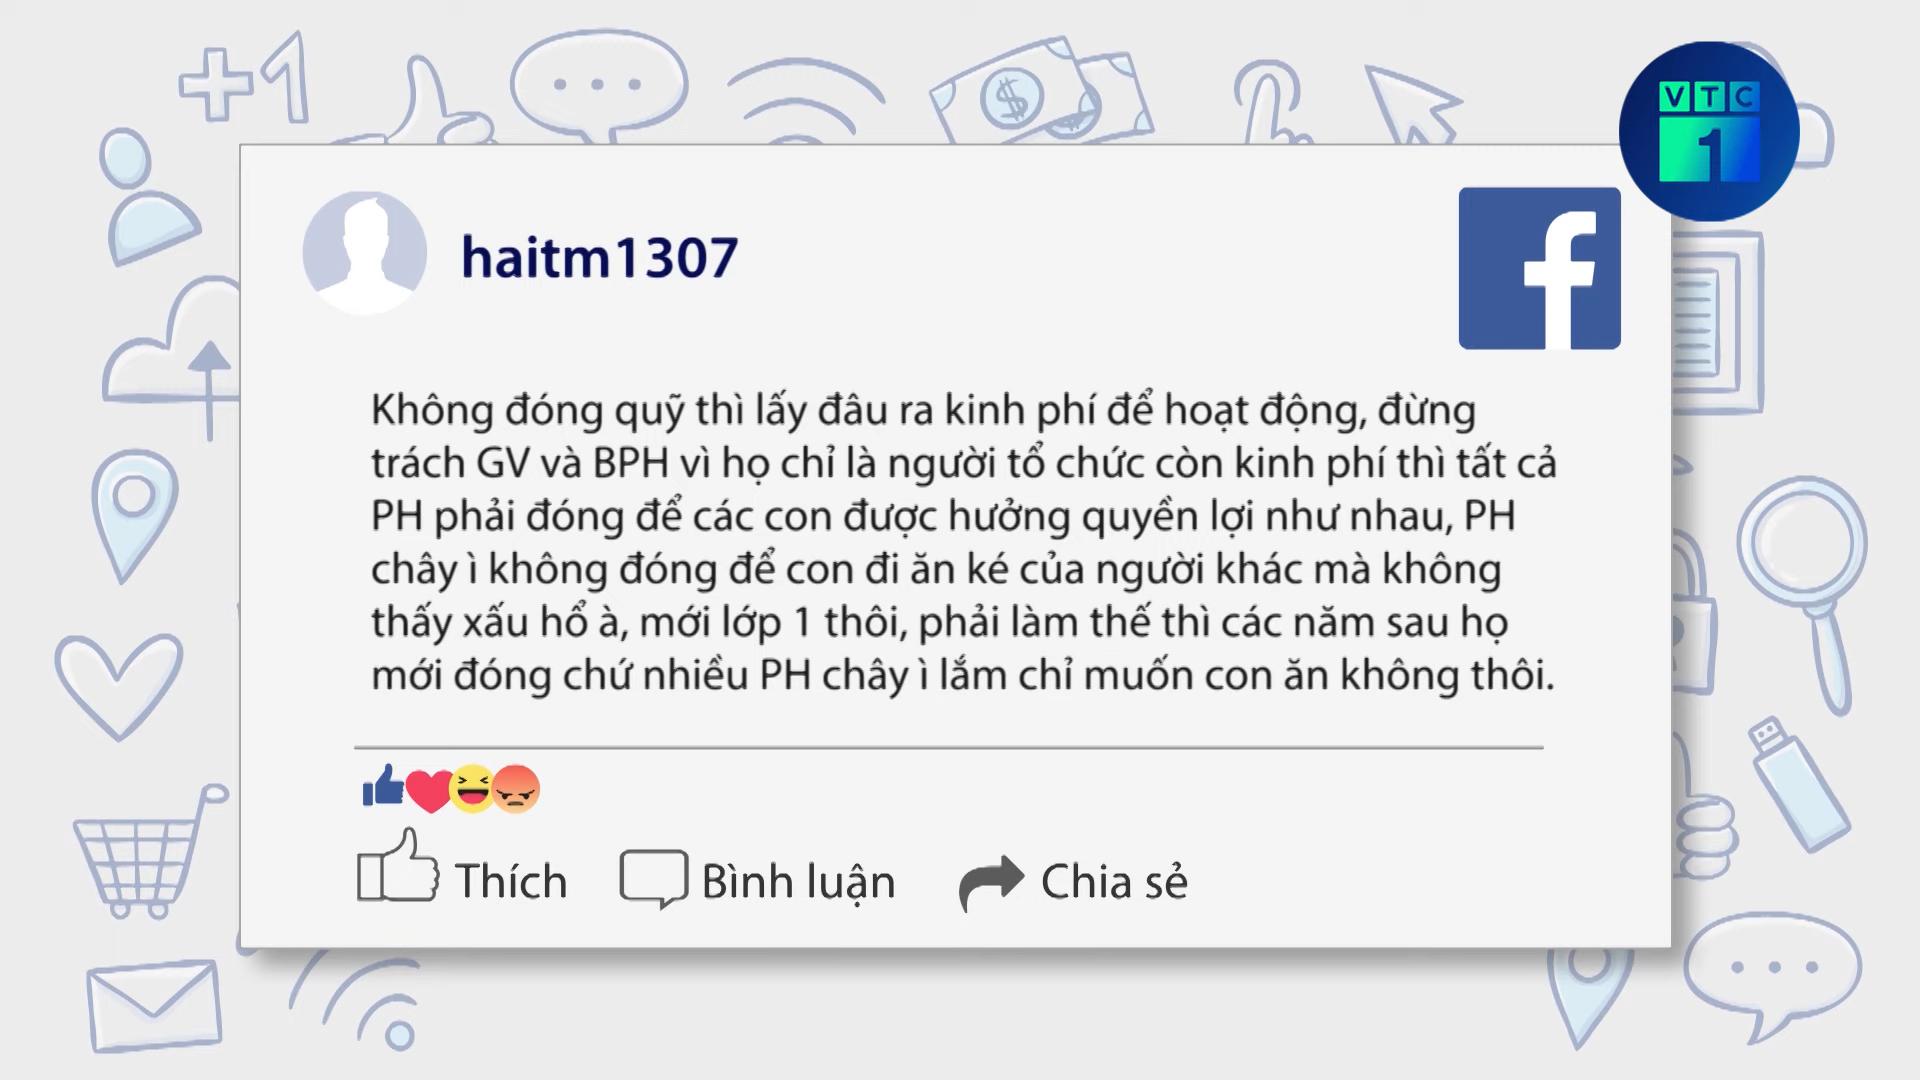 +1
VTC
1
haitm1307
Không đóng quỹ thì lấy đâu ra kinh phí để hoạt động, đừng
trách GV và BPH vì họ chỉ là người tổ chức còn kinh phí thì tất cả
PH phải đóng để các con được hưởng quyền lợi như nhau, PH
chây ì không đóng để con đi ăn ké của người khác mà không
thấy xấu hổ à, mới lớp 1 thôi, phải làm thế thì các năm sau họ
mới đóng chứ nhiều PH chây ì lắm chỉ muốn con ăn không thôi.
Thích Bình luận Chia sẻ